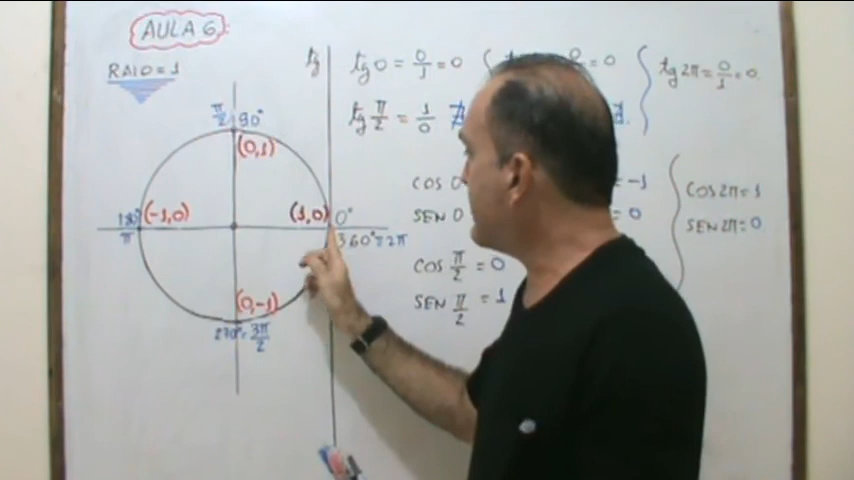 AULA 6
RAIO = 1
tg
tg 0 = 0/1 = 0
= 0
tg 2π = 0/1 = 0.
tg π/2 = 1/0 ∄
∄.
π/2 90°
(0,1)
180° π
(-1,0)
(1,0)
0°
360° = 2π
(0,-1)
270° = 3π/2
COS 0
= -1
COS 2π = 1
SEN 0
= 0
SEN 2π = 0
COS π/2 = 0
SEN π/2 = 1